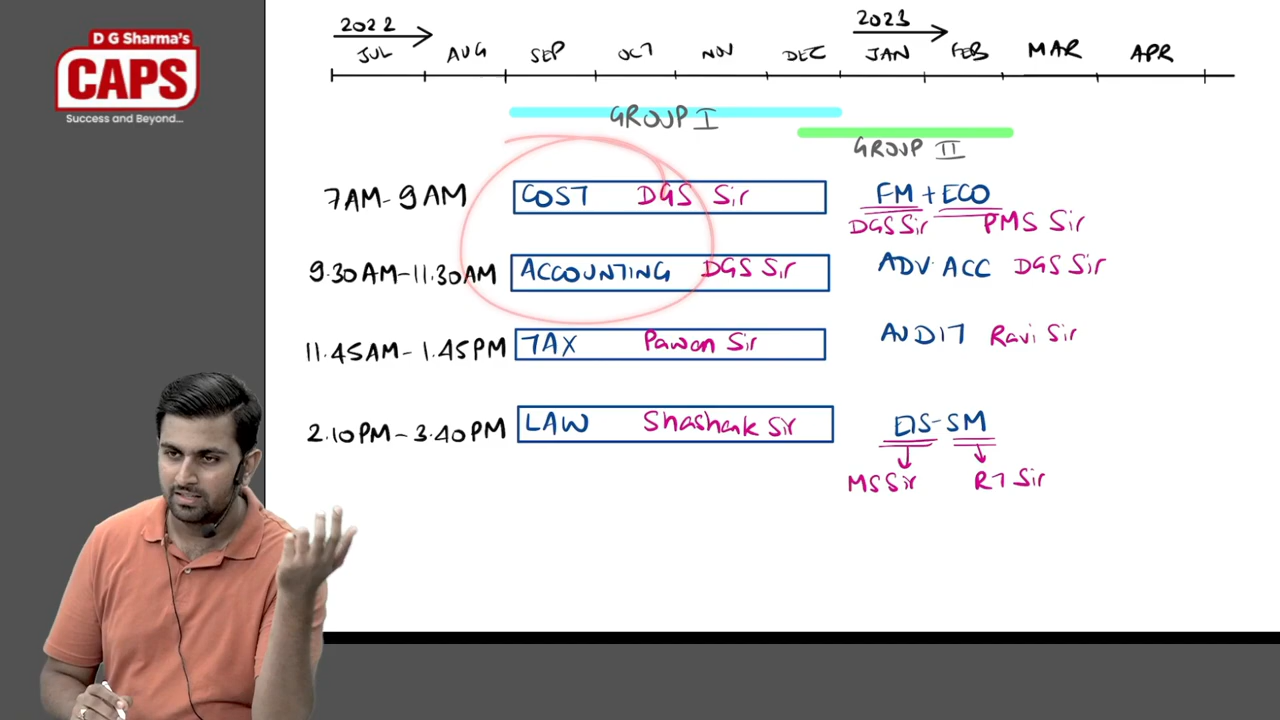 D G Sharma's
CAPS
Success and Beyond...
2022 2023
JUL AUG SEP OCT NOV DEC JAN FEB MAR APR
GROUP I
GROUP II
7AM-9AM COST DGS Sir FM + ECO
DGS Sir PMS Sir
9.30AM-11.30AM ACCOUNTING DGS Sir ADV. ACC DGS Sir
11.45AM-1.45PM TAX Pawan Sir AUDIT Ravi Sir
2.10PM-3.40PM LAW Shashank Sir EIS-SM
MS Sir RT Sir